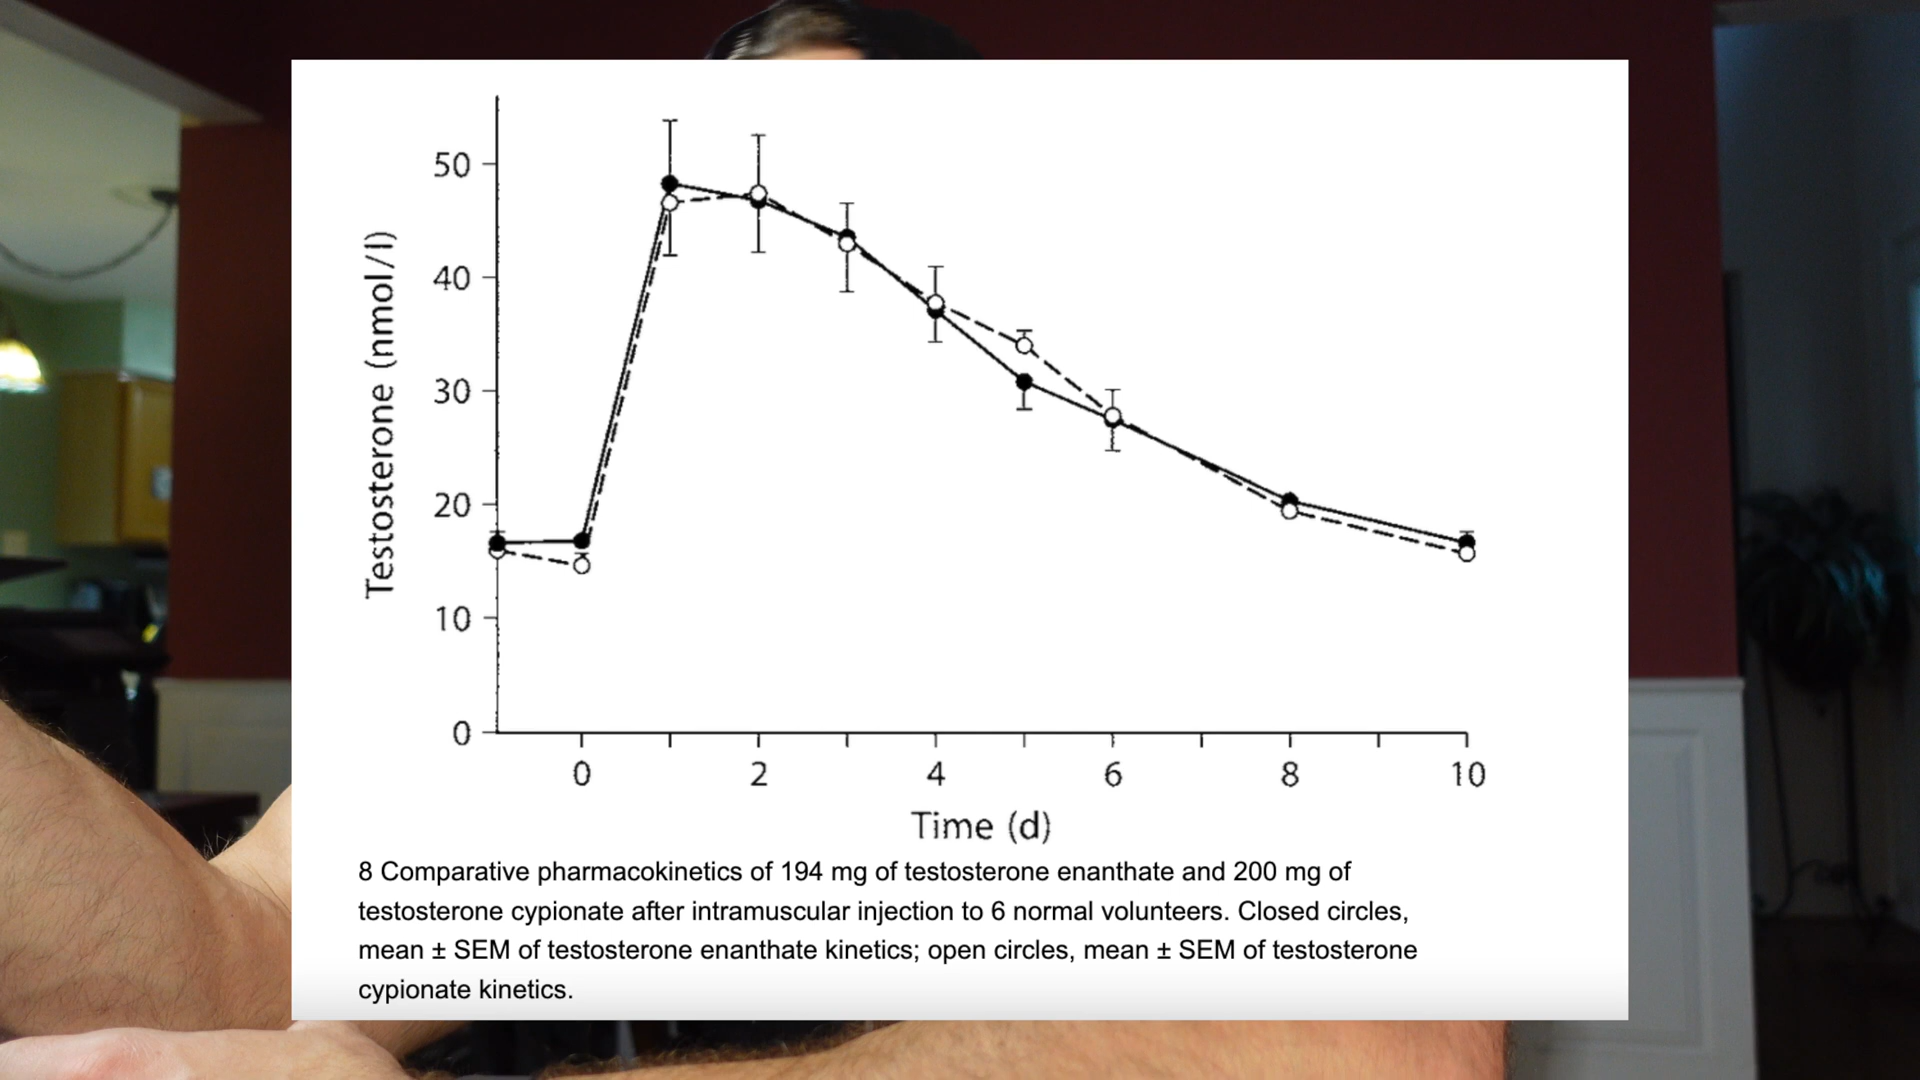 50
40
30
20
10
0
Testosterone (nmol/l)
0 2 4 6 8 10
Time (d)
8 Comparative pharmacokinetics of 194 mg of testosterone enanthate and 200 mg of
testosterone cypionate after intramuscular injection to 6 normal volunteers. Closed circles,
mean ± SEM of testosterone enanthate kinetics; open circles, mean ± SEM of testosterone
cypionate kinetics.